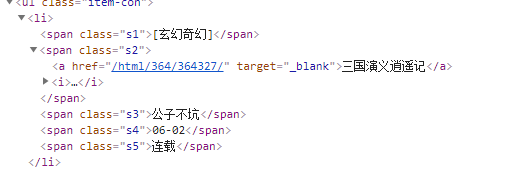 <ul class="item-con">
▼<li>
<span class="s1">[玄幻奇幻]</span>
▼<span class="s2">
<a href="/html/364/364327/" target="_blank">三国演义逍遥记</a>
▶<i>…</i>
</span>
<span class="s3">公子不坑</span>
<span class="s4">06-02</span>
<span class="s5">连载</span>
</li>